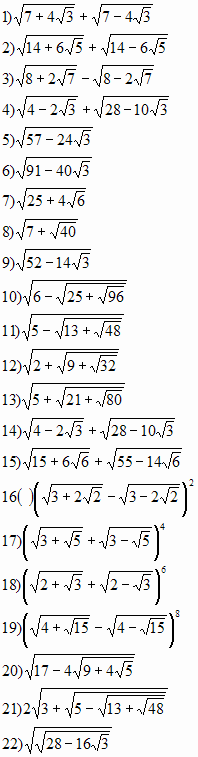 1)√(7 + 4√3) + √(7 − 4√3)
2)√(14 + 6√5) + √(14 − 6√5)
3)√(8 + 2√7) − √(8 − 2√7)
4)√(4 − 2√3) + √(28 − 10√3)
5)√(57 − 24√3)
6)√(91 − 40√3)
7)√(25 + 4√6)
8)√(7 + √40)
9)√(52 − 14√3)
10)√(6 − √(25 + √96))
11)√(5 − √(13 + √48))
12)√(2 + √(9 + √32))
13)√(5 + √(21 + √80))
14)√(4 − 2√3) + √(28 − 10√3)
15)√(15 + 6√6) + √(55 − 14√6)
16( )(√(3 + 2√2) − √(3 − 2√2))^2
17)(√(3 + √5) + √(3 − √5))^4
18)(√(2 + √3) + √(2 − √3))^6
19)(√(4 + √15) − √(4 − √15))^8
20)√(17 − 4√(9 + 4√5))
21)2√(3 + √(5 − √(13 + √48)))
22)√(√(28 − 16√3))